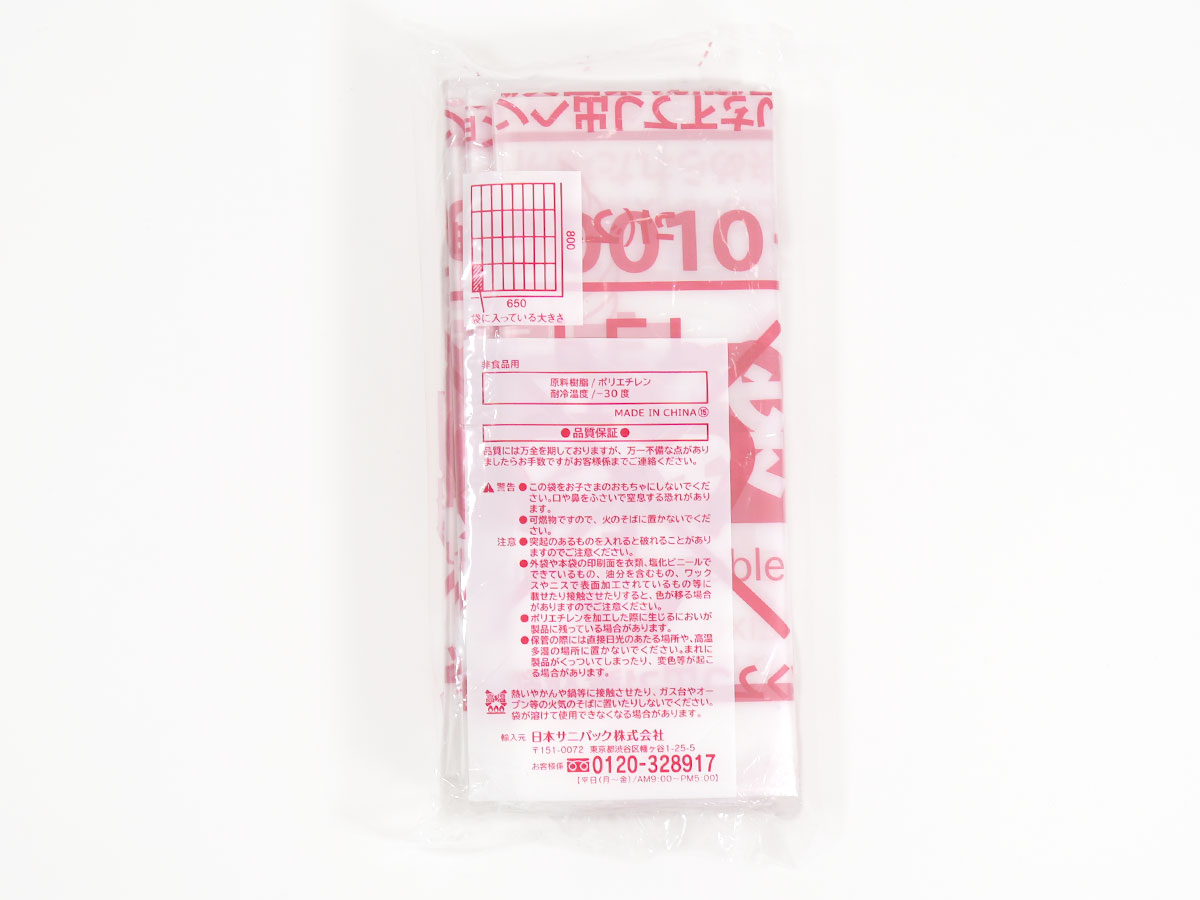 へ出して下さし
0010
800
650
袋に入っている大きさ
非食品用
原料樹脂/ポリエチレン
耐冷温度/-30度
MADE IN CHINA⑮
●品質保証●
品質には万全を期しておりますが、万一不備な点があり
ましたらお手数ですがお客様係までご連絡ください。
警告 ●この袋をお子さまのおもちゃにしないでくだ
さい。口や鼻をふさいで窒息する恐れがあり
ます。
●可燃物ですので、火のそばに置かないでくだ
さい。
注意 ●突起のあるものを入れると破れることがあり
ますのでご注意ください。
●外袋や本袋の印刷面を衣類、塩化ビニールで
できているもの、油分を含むもの、ワック
スやニスで表面加工されているもの等に
載せたり接触させたりすると、色が移る場合
がありますのでご注意ください。
●ポリエチレンを加工した際に生じるにおいが
製品に残っている場合があります。
●保管の際には直接日光のあたる場所や、高温
多湿の場所に置かないでください。まれに
製品がくっついてしまったり、変色等が起こ
る場合があります。
ble
熱いやかんや鍋等に接触させたり、ガス台やオー
ブン等の火気のそばに置いたりしないでください。
袋が溶けて使用できなくなる場合があります。
輸入元 日本サニパック株式会社
〒151-0072 東京都渋谷区幡ヶ谷1-25-5
お客様係 0120-328917
【平日(月〜金)/AM9:00〜PM5:00】